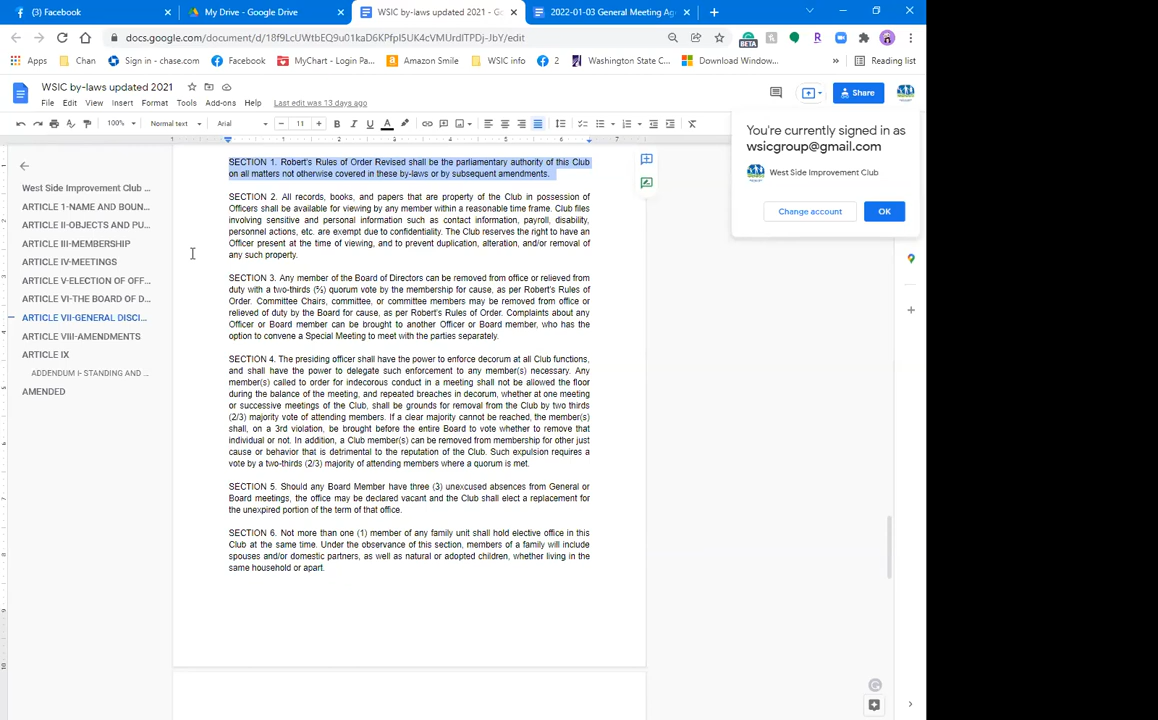 (3) Facebook
My Drive - Google Drive
WSIC by-laws updated 2021 - Go
2022-01-03 General Meeting Ag
docs.google.com/document/d/18f9LcUWtbEQ9u01kaD6KPfpI5UK4cVMUrdlTPDj-JbY/edit
BETA
Apps
Chan
Sign in - chase.com
Facebook
MyChart - Login Pa...
Amazon Smile
WSIC info
2
Washington State C...
Download Window...
»
Reading list
WSIC by-laws updated 2021
File Edit View Insert Format Tools Add-ons Help Last edit was 13 days ago
Share
100% Normal text Arial 11
You're currently signed in as
wsicgroup@gmail.com
West Side Improvement Club
Change account
OK
West Side Improvement Club ...
ARTICLE 1-NAME AND BOUN...
ARTICLE II-OBJECTS AND PU...
ARTICLE III-MEMBERSHIP
ARTICLE IV-MEETINGS
ARTICLE V-ELECTION OF OFF...
ARTICLE VI-THE BOARD OF D...
ARTICLE VII-GENERAL DISCI...
ARTICLE VIII-AMENDMENTS
ARTICLE IX
ADDENDUM I- STANDING AND ...
AMENDED
SECTION 1. Robert's Rules of Order Revised shall be the parliamentary authority of this Club
on all matters not otherwise covered in these by-laws or by subsequent amendments.
SECTION 2. All records, books, and papers that are property of the Club in possession of
Officers shall be available for viewing by any member within a reasonable time frame. Club files
involving sensitive and personal information such as contact information, payroll, disability,
personnel actions, etc. are exempt due to confidentiality. The Club reserves the right to have an
Officer present at the time of viewing, and to prevent duplication, alteration, and/or removal of
any such property.
SECTION 3. Any member of the Board of Directors can be removed from office or relieved from
duty with a two-thirds (⅔) quorum vote by the membership for cause, as per Robert's Rules of
Order. Committee Chairs, committee, or committee members may be removed from office or
relieved of duty by the Board for cause, as per Robert's Rules of Order. Complaints about any
Officer or Board member can be brought to another Officer or Board member, who has the
option to convene a Special Meeting to meet with the parties separately.
SECTION 4. The presiding officer shall have the power to enforce decorum at all Club functions,
and shall have the power to delegate such enforcement to any member(s) necessary. Any
member(s) called to order for indecorous conduct in a meeting shall not be allowed the floor
during the balance of the meeting, and repeated breaches in decorum, whether at one meeting
or successive meetings of the Club, shall be grounds for removal from the Club by two thirds
(2/3) majority vote of attending members. If a clear majority cannot be reached, the member(s)
shall, on a 3rd violation, be brought before the entire Board to vote whether to remove that
individual or not. In addition, a Club member(s) can be removed from membership for other just
cause or behavior that is detrimental to the reputation of the Club. Such expulsion requires a
vote by a two-thirds (2/3) majority of attending members where a quorum is met.
SECTION 5. Should any Board Member have three (3) unexcused absences from General or
Board meetings, the office may be declared vacant and the Club shall elect a replacement for
the unexpired portion of the term of that office.
SECTION 6. Not more than one (1) member of any family unit shall hold elective office in this
Club at the same time. Under the observance of this section, members of a family will include
spouses and/or domestic partners, as well as natural or adopted children, whether living in the
same household or apart.